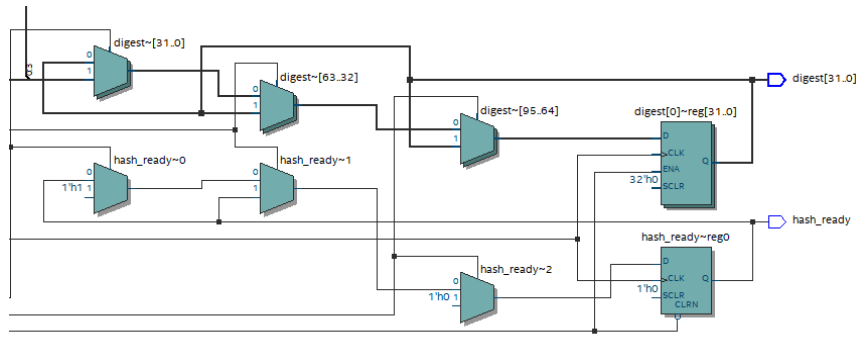 digest~[31..0]
0:3
0
1
digest~[63..32]
0
1
digest[31..0]
digest~[95..64]
0
1
digest[0]~reg[31..0]
D
CLK
ENA
SCLR
Q
32'h0
hash_ready~0
0
1'h1
1
hash_ready~1
0
1
hash_ready
hash_ready~reg0
hash_ready~2
0
1'h0
1
D
CLK
SCLR
CLRN
Q
1'h0